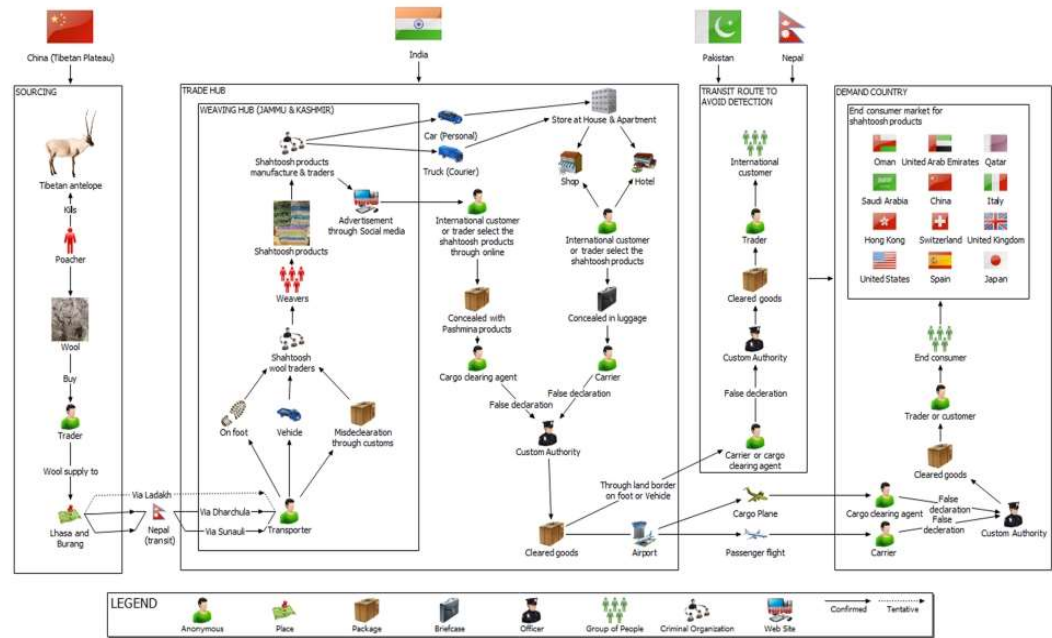 China (Tibetan Plateau)
India
Pakistan
Nepal
SOURCING
Tibetan antelope
Kills
Poacher
Wool
Buy
Trader
Wool supply to
Lhasa and
Burang
Nepal
(transit)
Via Ladakh
Via Dharchula
Via Sunauli
TRADE HUB
WEAVING HUB (JAMMU & KASHMIR)
Shahtoosh products
manufacture & traders
Shahtoosh products
Weavers
Shahtoosh
wool traders
On foot
Vehicle
Misdeclearation
through customs
Transporter
Advertisement
through Social media
Car (Personal)
Truck (Courier)
Store at House & Apartment
Shop
Hotel
International customer
or trader select the
shahtoosh products
through online
Concealed with
Pashmina products
Cargo clearing agent
False declaration
International customer
or trader select the
shahtoosh products
Concealed in luggage
Carrier
False declaration
Custom Authority
Cleared goods
Airport
Through land border
on foot or Vehicle
Cargo Plane
Passenger flight
TRANSIT ROUTE TO
AVOID DETECTION
International
customer
Trader
Cleared goods
Custom Authority
False declaration
Carrier or cargo
clearing agent
DEMAND COUNTRY
End consumer market for
shahtoosh products
Oman
United Arab Emirates
Qatar
Saudi Arabia
China
Italy
Hong Kong
Switzerland
United Kingdom
United States
Spain
Japan
End consumer
Trader or customer
Cleared goods
Cargo clearing agent
False
declaration
False
decleration
Carrier
Custom Authority
LEGEND
Anonymous
Place
Package
Briefcase
Officer
Group of People
Criminal Organization
Web Site
Confirmed
Tentative